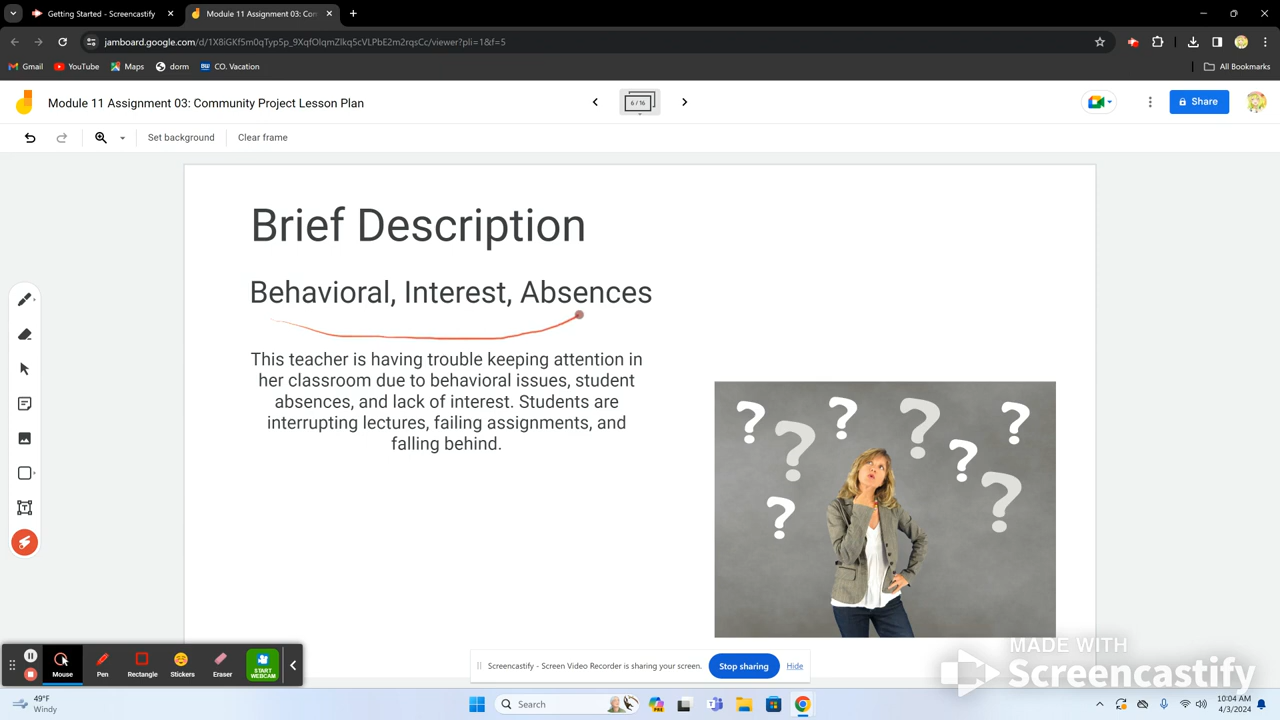 Getting Started - Screencastify
Module 11 Assignment 03: Com
jamboard.google.com/d/1X8iGKf5m0qTyp5p_9XqfOlqmZlkq5cVLPbE2m2rqsCc/viewer?pli=1&f=5
Gmail YouTube Maps dorm CO. Vacation All Bookmarks
Module 11 Assignment 03: Community Project Lesson Plan
6 / 16
Share
Set background Clear frame
Brief Description
Behavioral, Interest, Absences
This teacher is having trouble keeping attention in
her classroom due to behavioral issues, student
absences, and lack of interest. Students are
interrupting lectures, failing assignments, and
falling behind.
? ? ? ? ? ? ? ?
MADE WITH
Screencastify
Mouse Pen Rectangle Stickers Eraser
START
WEBCAM
Screencastify - Screen Video Recorder is sharing your screen.
Stop sharing
Hide
49°F
Windy
Search
10:04 AM
4/3/2024